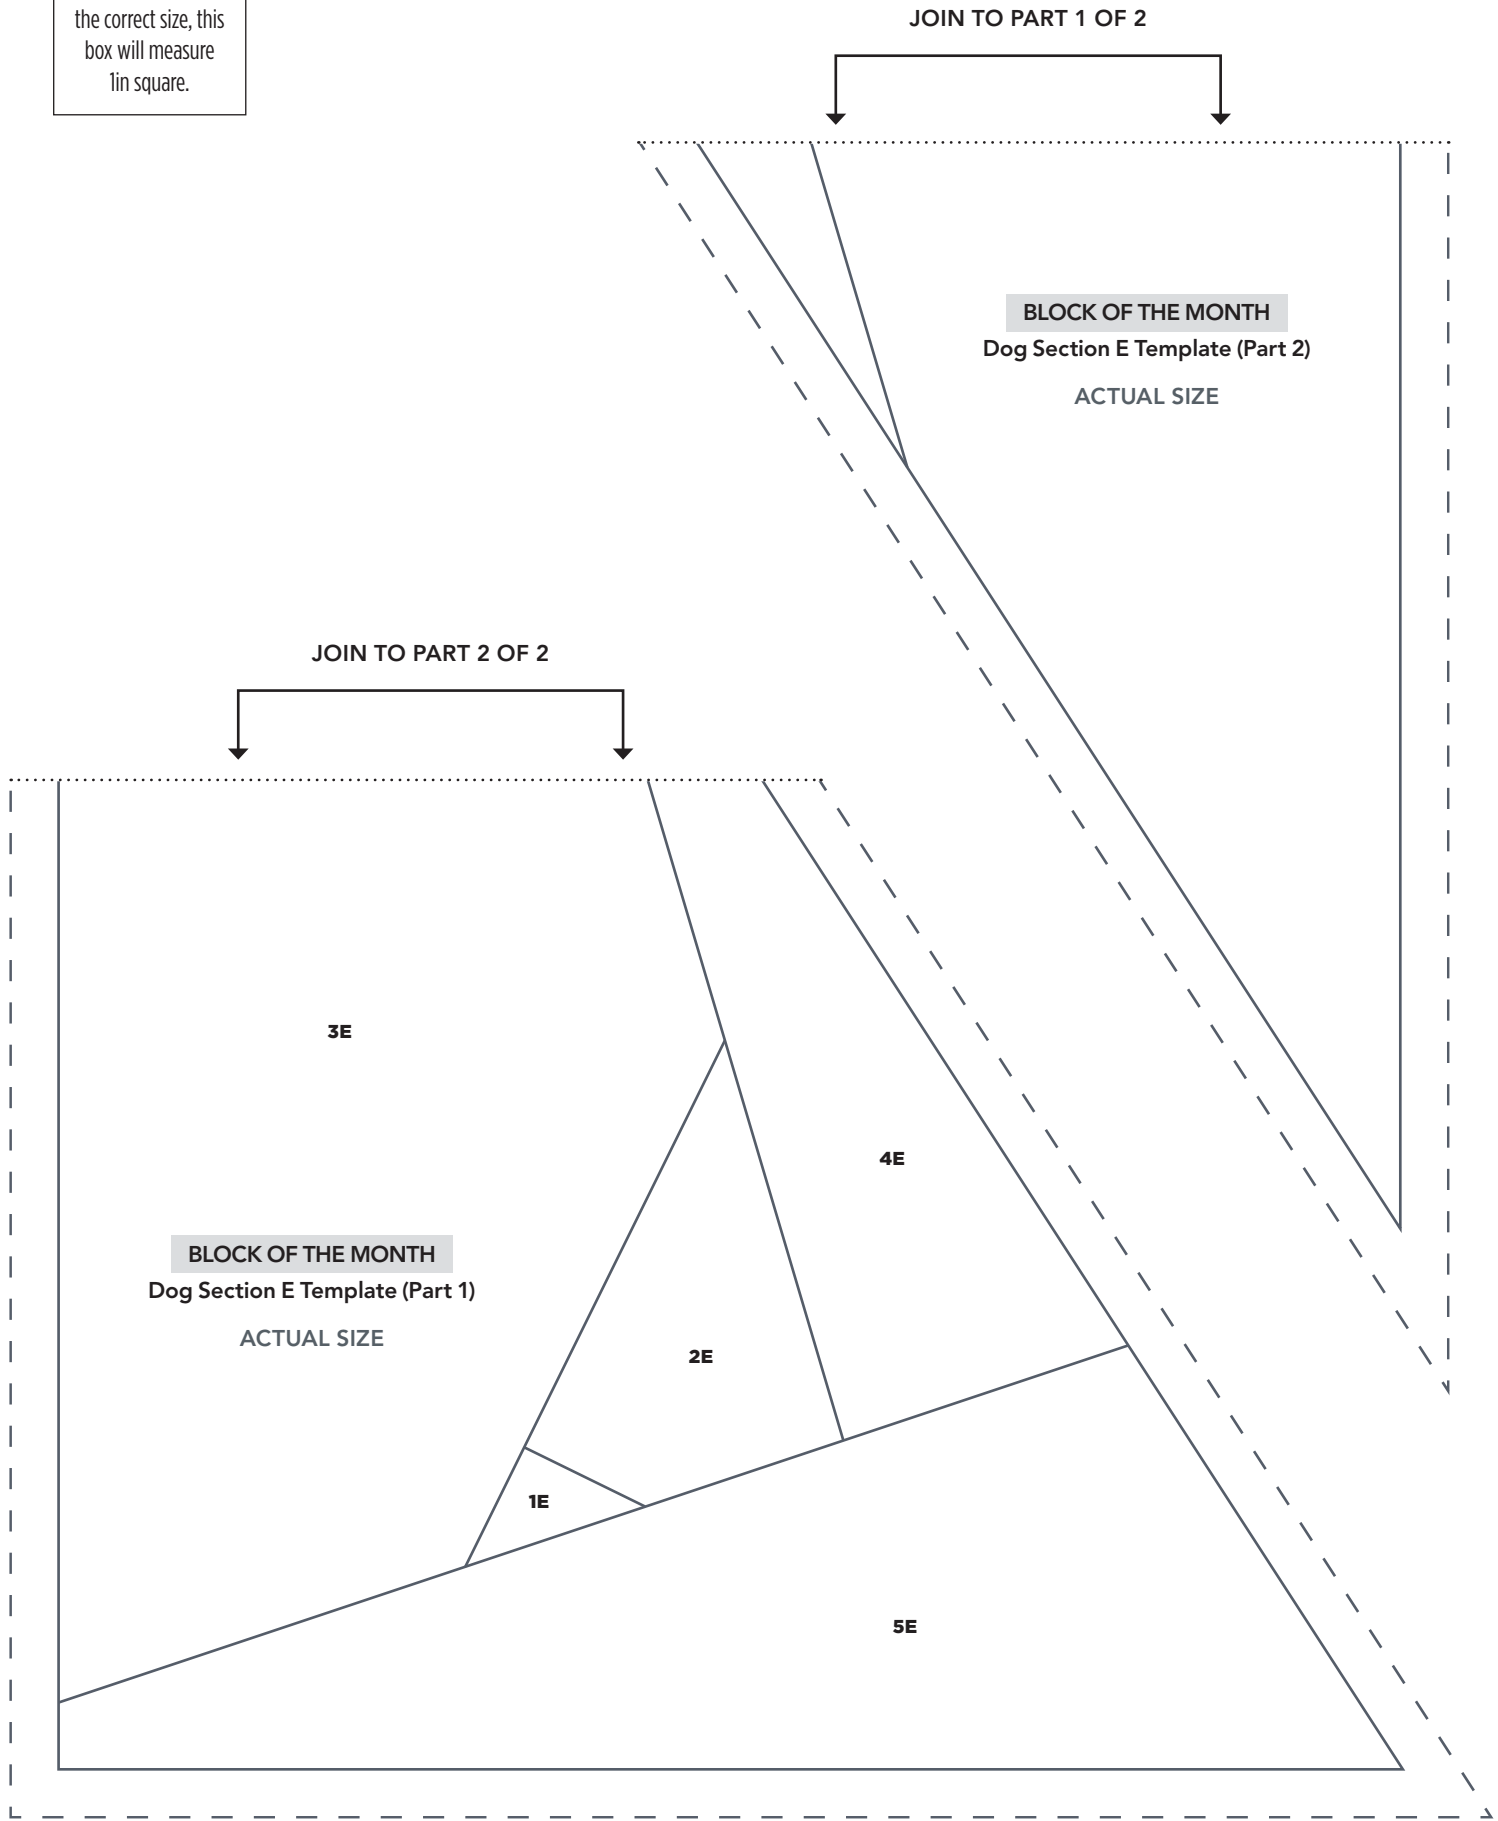 the correct size, this
box will measure
1in square.
JOIN TO PART 1 OF 2
BLOCK OF THE MONTH
Dog Section E Template (Part 2)
ACTUAL SIZE
JOIN TO PART 2 OF 2
3E
4E
BLOCK OF THE MONTH
Dog Section E Template (Part 1)
ACTUAL SIZE
2E
1E
5E